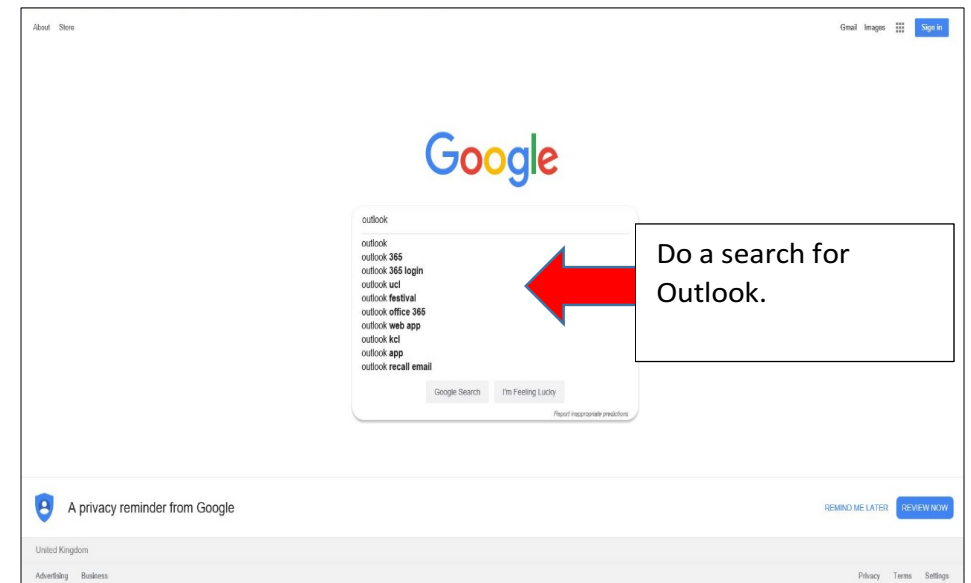 About Store
Gmail Images
Sign in
Google
outlook
outlook
outlook 365
outlook 365 login
outlook ucl
outlook festival
outlook office 365
outlook web app
outlook kcl
outlook app
outlook recall email
Google Search I'm Feeling Lucky
Report inappropriate predictions
Do a search for
Outlook.
A privacy reminder from Google
REMIND ME LATER REVIEW NOW
United Kingdom
Advertising Business
Privacy Terms Settings